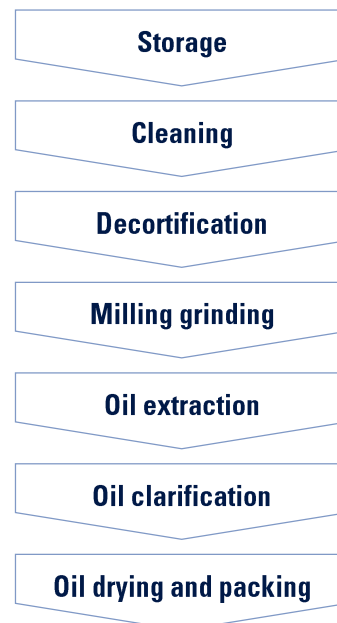 Storage
Cleaning
Decortification
Milling grinding
Oil extraction
Oil clarification
Oil drying and packing